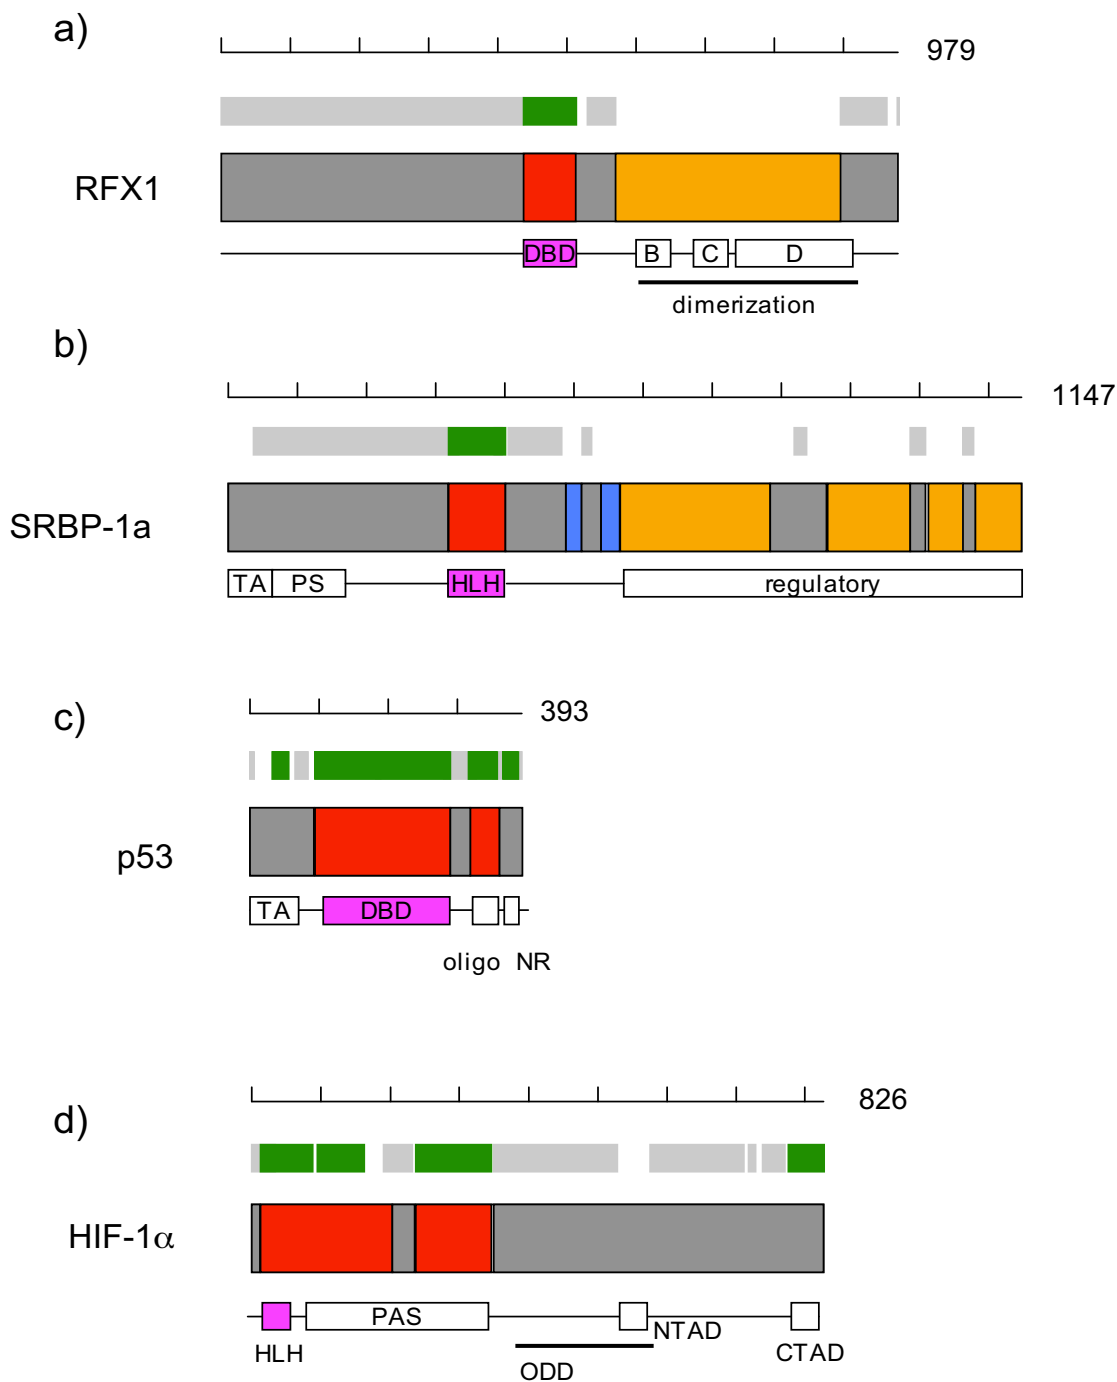 a)
979
RFX1
DBD B C D
dimerization
b)
1147
SRBP-1a
TA PS HLH regulatory
c)
393
p53
TA DBD
oligo NR
d)
826
HIF-1α
PAS
HLH NTAD CTAD
ODD